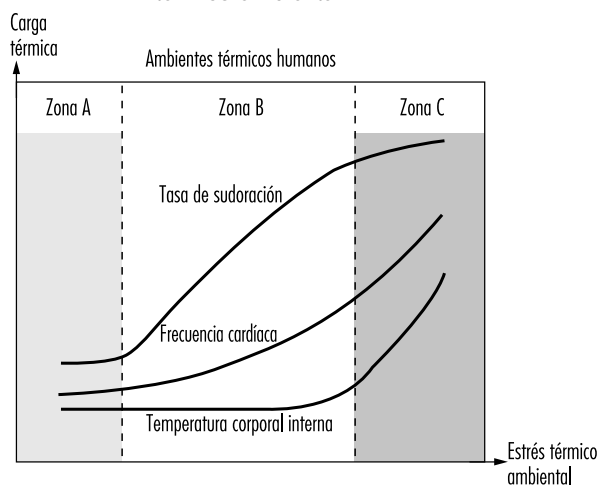 Carga
térmica
Ambientes térmicos humanos
Zona A
Zona B
Zona C
Tasa de sudoración
Frecuencia cardíaca
Temperatura corporal interna
Estrés térmico
ambiental